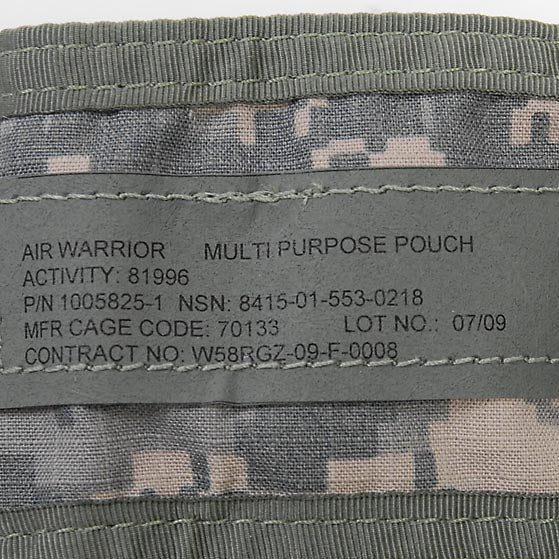 AIR WARRIOR MULTI PURPOSE POUCH
ACTIVITY: 81996
P/N 1005825-1 NSN: 8415-01-553-0218
MFR CAGE CODE: 70133 LOT NO.: 07/09
CONTRACT NO: W58RGZ-09-F-0008